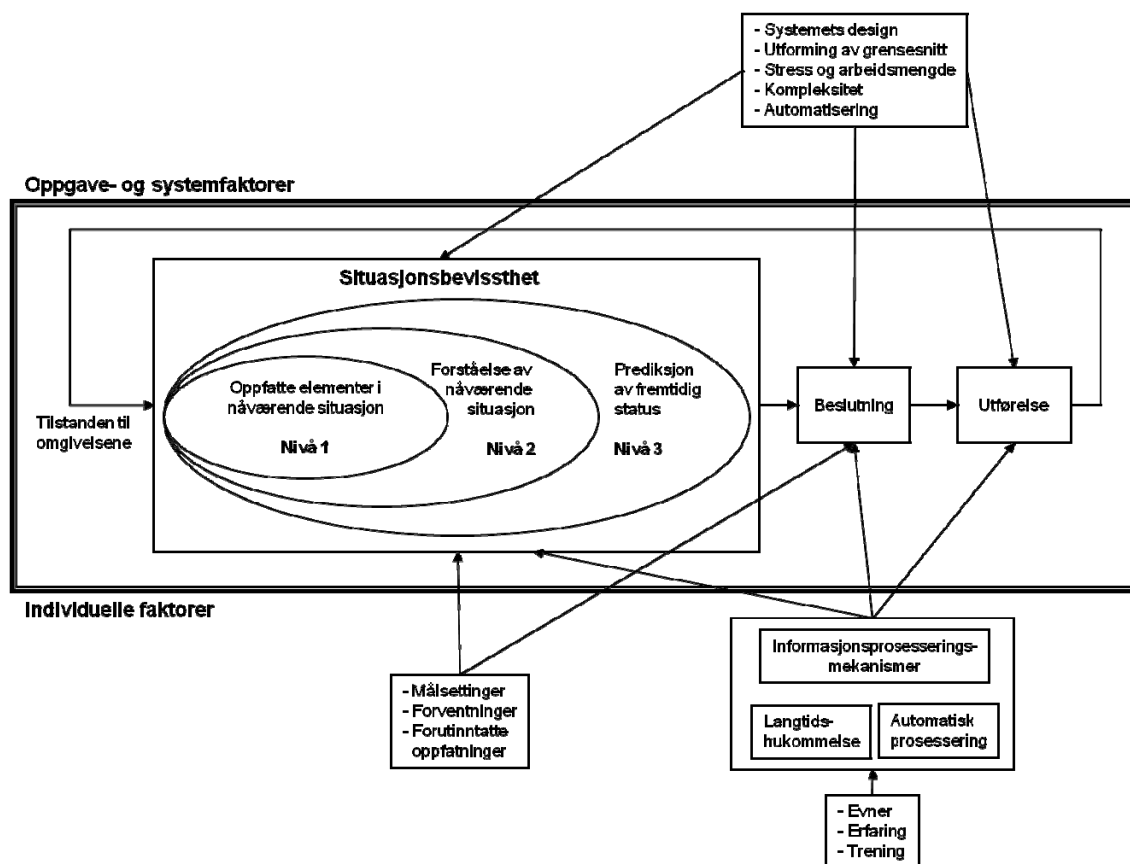 - Systemets design
- Utforming av grensesnitt
- Stress og arbeidsmengde
- Kompleksitet
- Automatisering
Oppgave- og systemfaktorer
Situasjonsbevissthet
Oppfatte elementer i
nåværende situasjon
Nivå 1
Forståelse av
nåværende
situasjon
Nivå 2
Prediksjon
av fremtidig
status
Nivå 3
Beslutning
Utførelse
Tilstanden til
omgivelsene
Individuelle faktorer
- Målsettinger
- Forventninger
- Forutinntatte
oppfatninger
Informasjonsprosesserings-
mekanismer
Langtids-
hukommelse
Automatisk
prosessering
- Evner
- Erfaring
- Trening